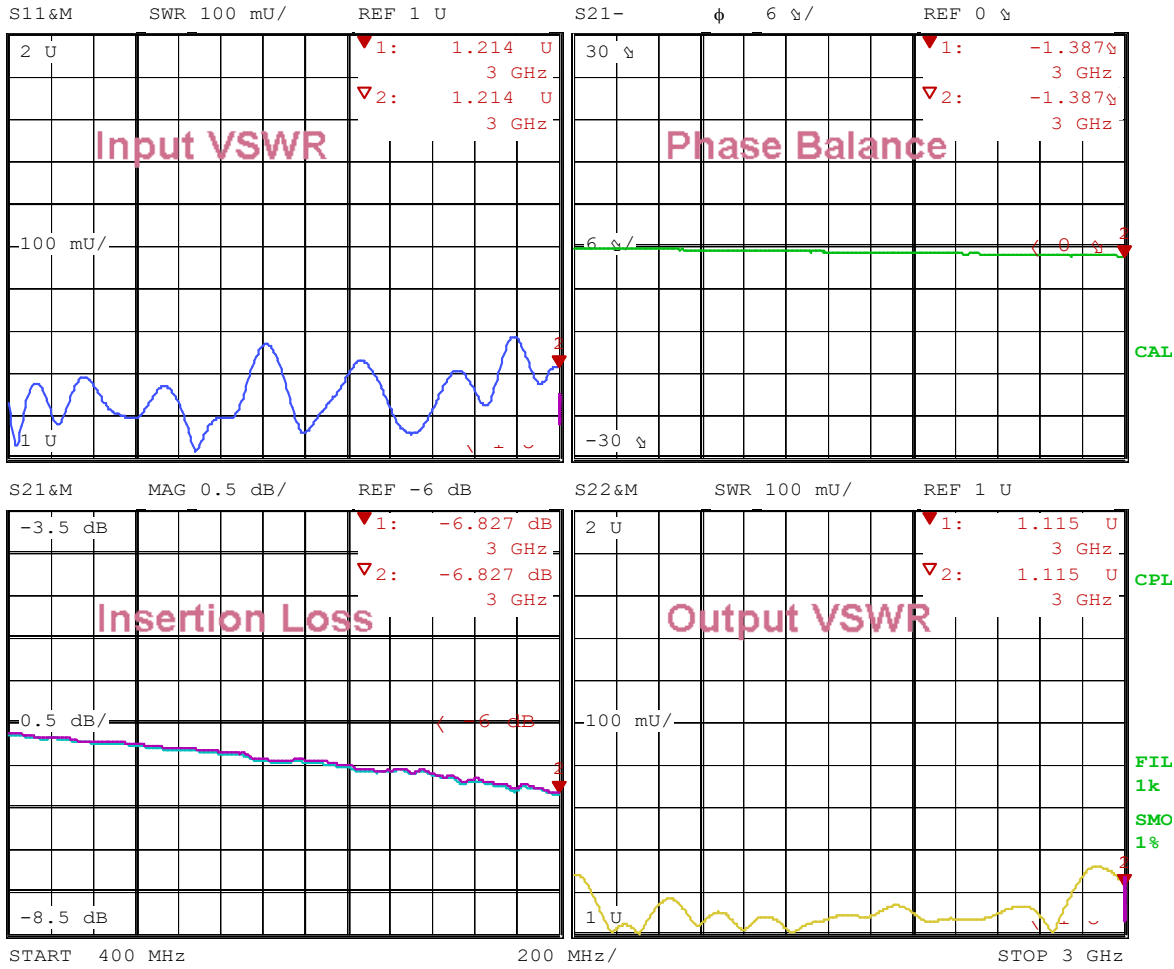 S11&M SWR 100 mU/ REF 1 U
2 U
1: 1.214 U
3 GHz
2: 1.214 U
3 GHz
Input VSWR
100 mU/
2
1 U
S21- ϕ 6 / REF 0
30
1: -1.387
3 GHz
2: -1.387
3 GHz
Phase Balance
6 /
0
2
-30
CAL
S21&M MAG 0.5 dB/ REF -6 dB
-3.5 dB
1: -6.827 dB
3 GHz
2: -6.827 dB
3 GHz
Insertion Loss
0.5 dB/
-6 dB
2
-8.5 dB
S22&M SWR 100 mU/ REF 1 U
2 U
1: 1.115 U
3 GHz
2: 1.115 U
3 GHz
Output VSWR
100 mU/
2
1 U
CPL
FIL
1k
SMO
1%
START 400 MHz 200 MHz/ STOP 3 GHz